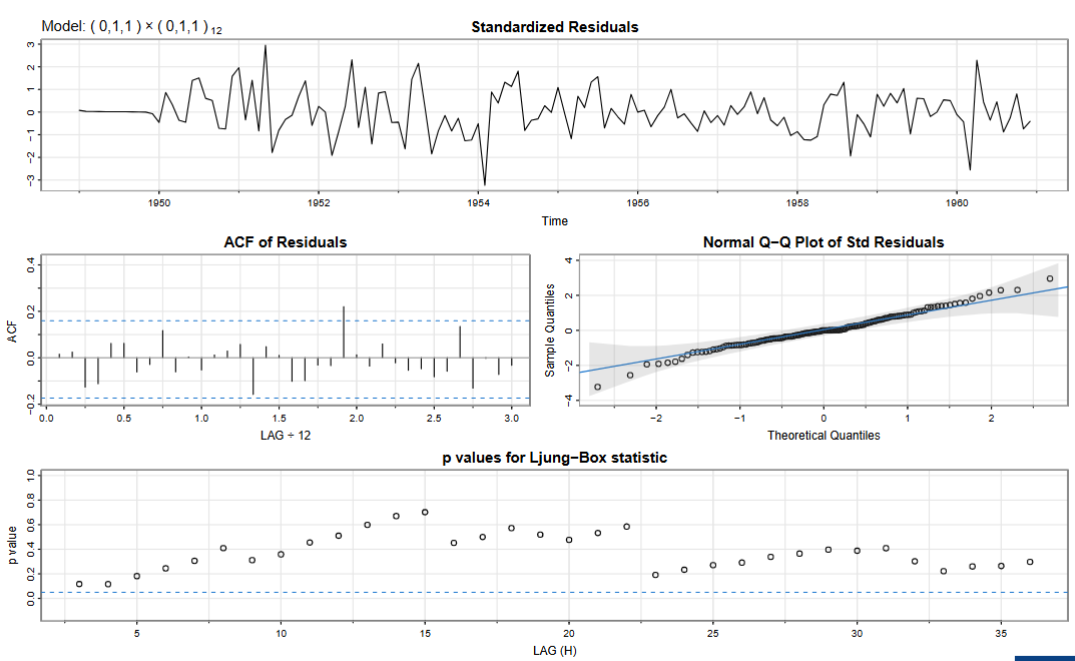 Model: ( 0,1,1 ) × ( 0,1,1 ) 12
Standardized Residuals
3
2
1
0
−1
−2
−3
1950 1952 1954 1956 1958 1960
Time
ACF of Residuals
ACF
0.4
0.2
0.0
−0.2
0.0 0.5 1.0 1.5 2.0 2.5 3.0
LAG ÷ 12
Normal Q−Q Plot of Std Residuals
Sample Quantiles
4
2
0
−2
−4
−2 −1 0 1 2
Theoretical Quantiles
p values for Ljung−Box statistic
p value
1.0
0.8
0.6
0.4
0.2
0.0
5 10 15 20 25 30 35
LAG (H)